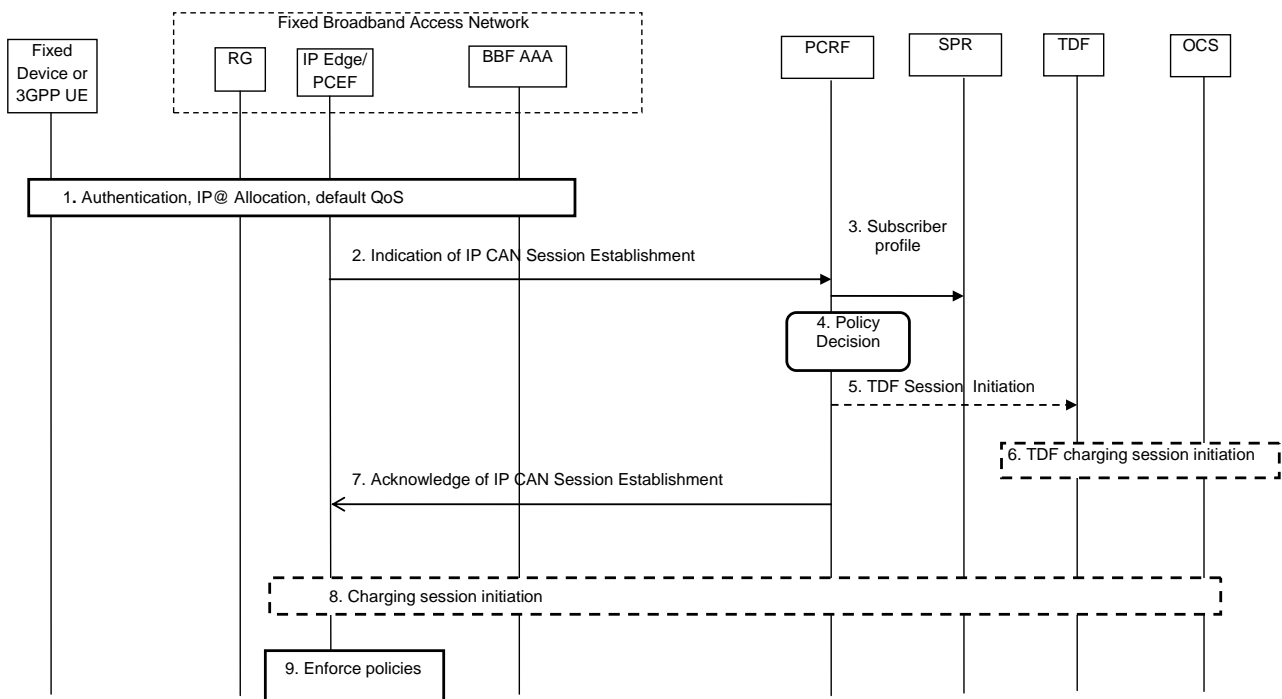 Fixed Broadband Access Network
Fixed
Device or
3GPP UE
RG
IP Edge/
PCEF
BBF AAA
PCRF
SPR
TDF
OCS
1. Authentication, IP@ Allocation, default QoS
2. Indication of IP CAN Session Establishment
3. Subscriber
profile
4. Policy
Decision
5. TDF Session Initiation
6. TDF charging session initiation
7. Acknowledge of IP CAN Session Establishment
8. Charging session initiation
9. Enforce policies